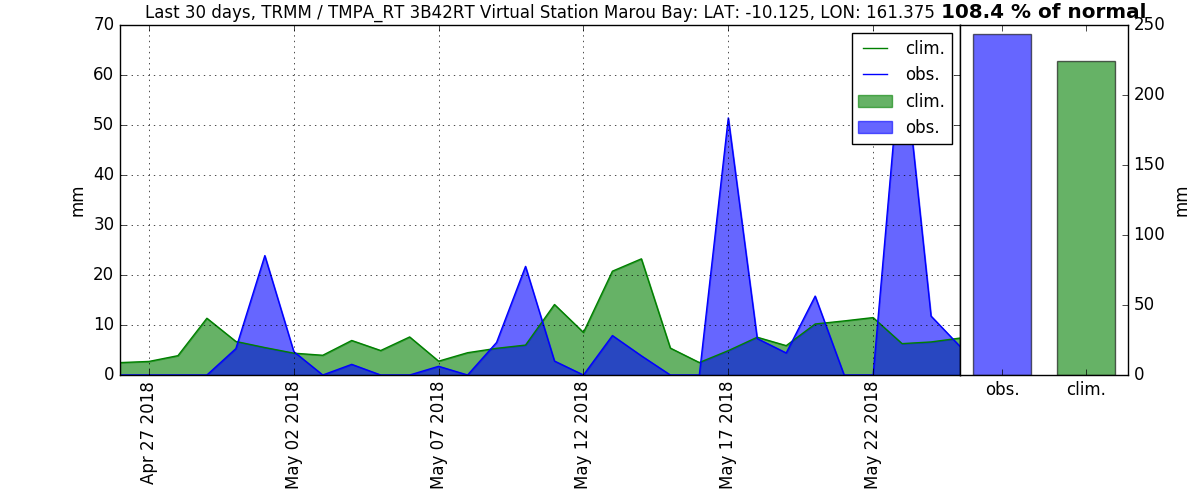 Last 30 days, TRMM / TMPA_RT 3B42RT Virtual Station Marou Bay: LAT: -10.125, LON: 161.375 108.4 % of normal
70
60
50
40
30
20
10
0
mm
clim.
obs.
clim.
obs.
250
200
150
100
50
0
mm
obs.
clim.
Apr 27 2018
May 02 2018
May 07 2018
May 12 2018
May 17 2018
May 22 2018